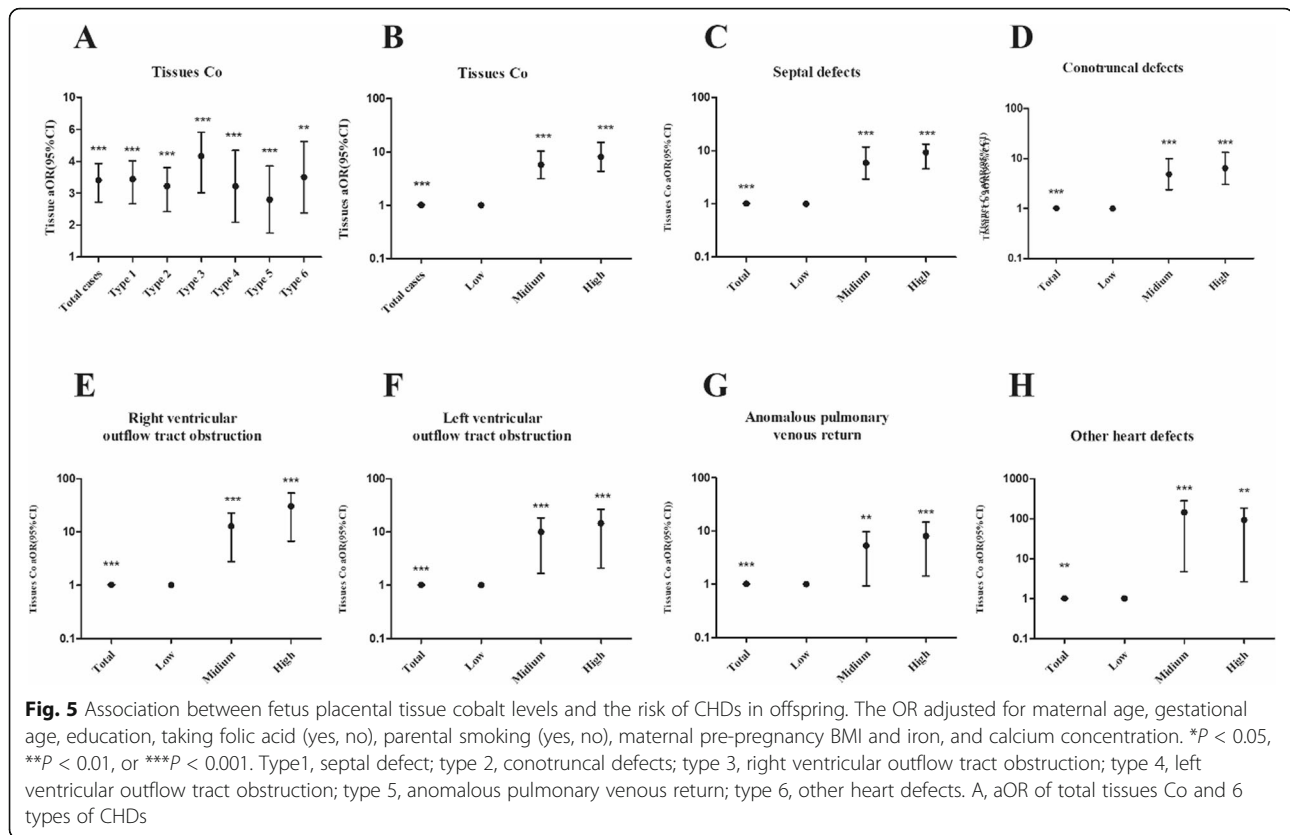 A
Tissues Co
Tissue aOR(95%CI)
10
6
4
3
2
1
*** *** *** *** *** *** **
Total cases Type 1 Type 2 Type 3 Type 4 Type 5 Type 6
B
Tissues Co
Tissues aOR(95%CI)
100
10
1
0.1
*** *** ***
Total cases Low Midium High
C
Septal defects
Tissues Co aOR(95%CI)
100
10
1
0.1
*** *** ***
Total Low Midium High
D
Conotruncal defects
Tissues Co aOR(95%CI)
100
10
1
0.1
*** *** ***
Total Low Midium High
E
Right ventricular
outflow tract obstruction
Tissues Co aOR(95%CI)
100
10
1
0.1
*** *** ***
Total Low Midium High
F
Left ventricular
outflow tract obstruction
Tissues Co aOR(95%CI)
100
10
1
0.1
*** *** ***
Total Low Midium High
G
Anomalous pulmonary
venous return
Tissues Co aOR(95%CI)
100
10
1
0.1
*** ** ***
Total Low Midium High
H
Other heart defects
Tissues Co aOR(95%CI)
1000
100
10
1
0.1
** *** **
Total Low Midium High
Fig. 5 Association between fetus placental tissue cobalt levels and the risk of CHDs in offspring. The OR adjusted for maternal age, gestational
age, education, taking folic acid (yes, no), parental smoking (yes, no), maternal pre-pregnancy BMI and iron, and calcium concentration. *P < 0.05,
**P < 0.01, or ***P < 0.001. Type1, septal defect; type 2, conotruncal defects; type 3, right ventricular outflow tract obstruction; type 4, left
ventricular outflow tract obstruction; type 5, anomalous pulmonary venous return; type 6, other heart defects. A, aOR of total tissues Co and 6
types of CHDs